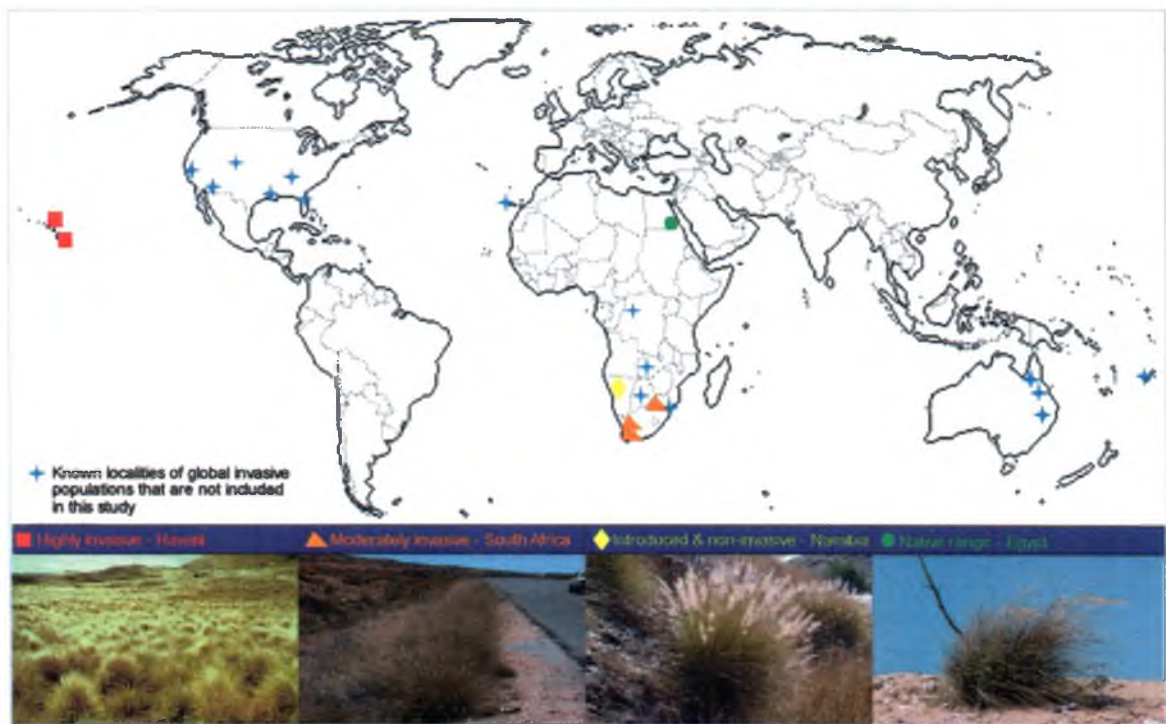 Known localities of global invasive
populations that are not included
in this study
Highly invasive - Hawaii
Moderately invasive - South Africa
Introduced & non-invasive - Namibia
Native range - Egypt